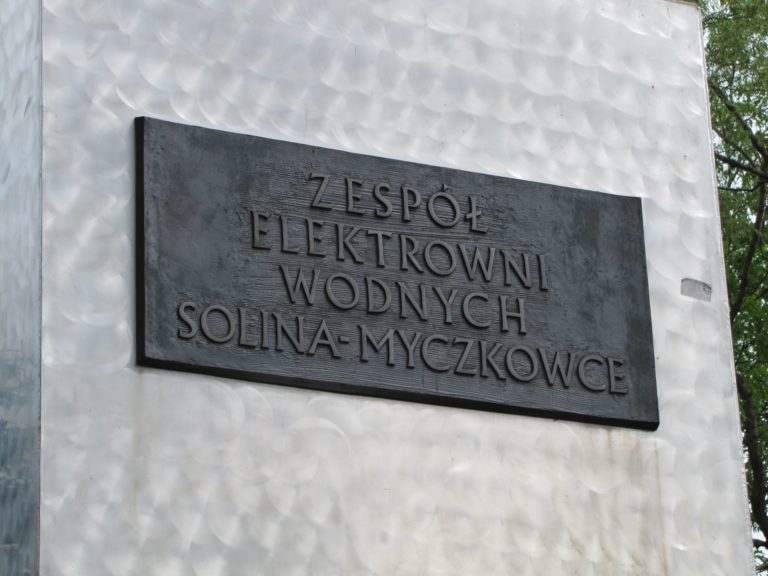 ZESPÓŁ
ELEKTROWNI
WODNYCH
SOLINA-MYCZKOWCE